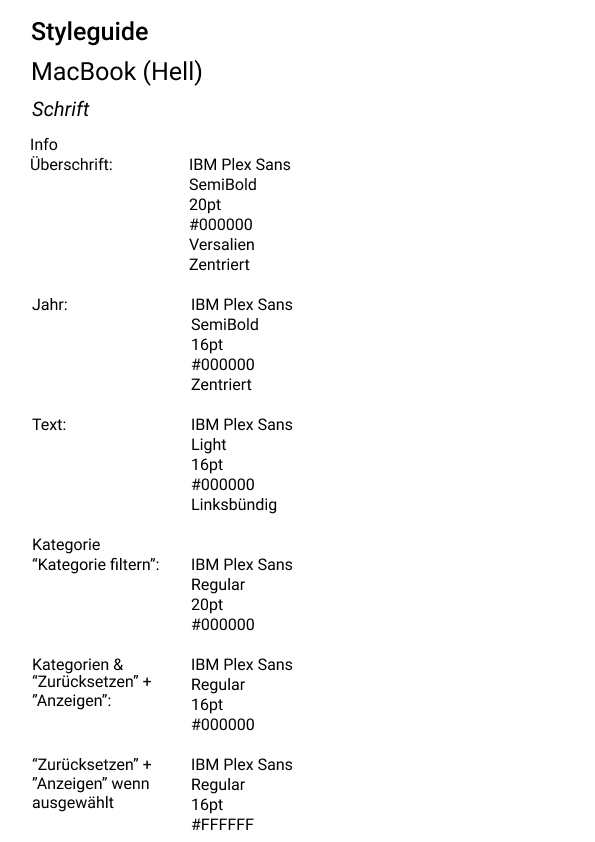 Styleguide
MacBook (Hell)
Schrift
Info
Überschrift: IBM Plex Sans
SemiBold
20pt
#000000
Versalien
Zentriert
Jahr: IBM Plex Sans
SemiBold
16pt
#000000
Zentriert
Text: IBM Plex Sans
Light
16pt
#000000
Linksbündig
Kategorie
“Kategorie filtern”: IBM Plex Sans
Regular
20pt
#000000
Kategorien & IBM Plex Sans
“Zurücksetzen” + Regular
”Anzeigen”: 16pt
#000000
“Zurücksetzen” + IBM Plex Sans
”Anzeigen” wenn Regular
ausgewählt 16pt
#FFFFFF